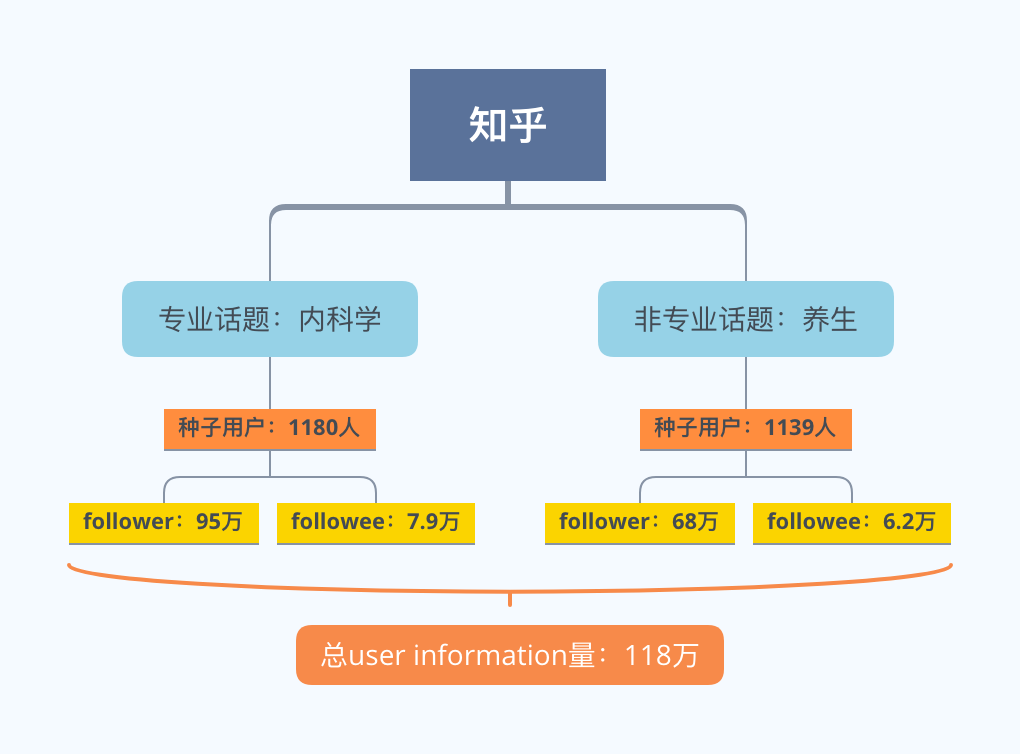 知乎
专业话题：内科学
非专业话题：养生
种子用户：1180人
种子用户：1139人
follower：95万
followee：7.9万
follower：68万
followee：6.2万
总user information量：118万